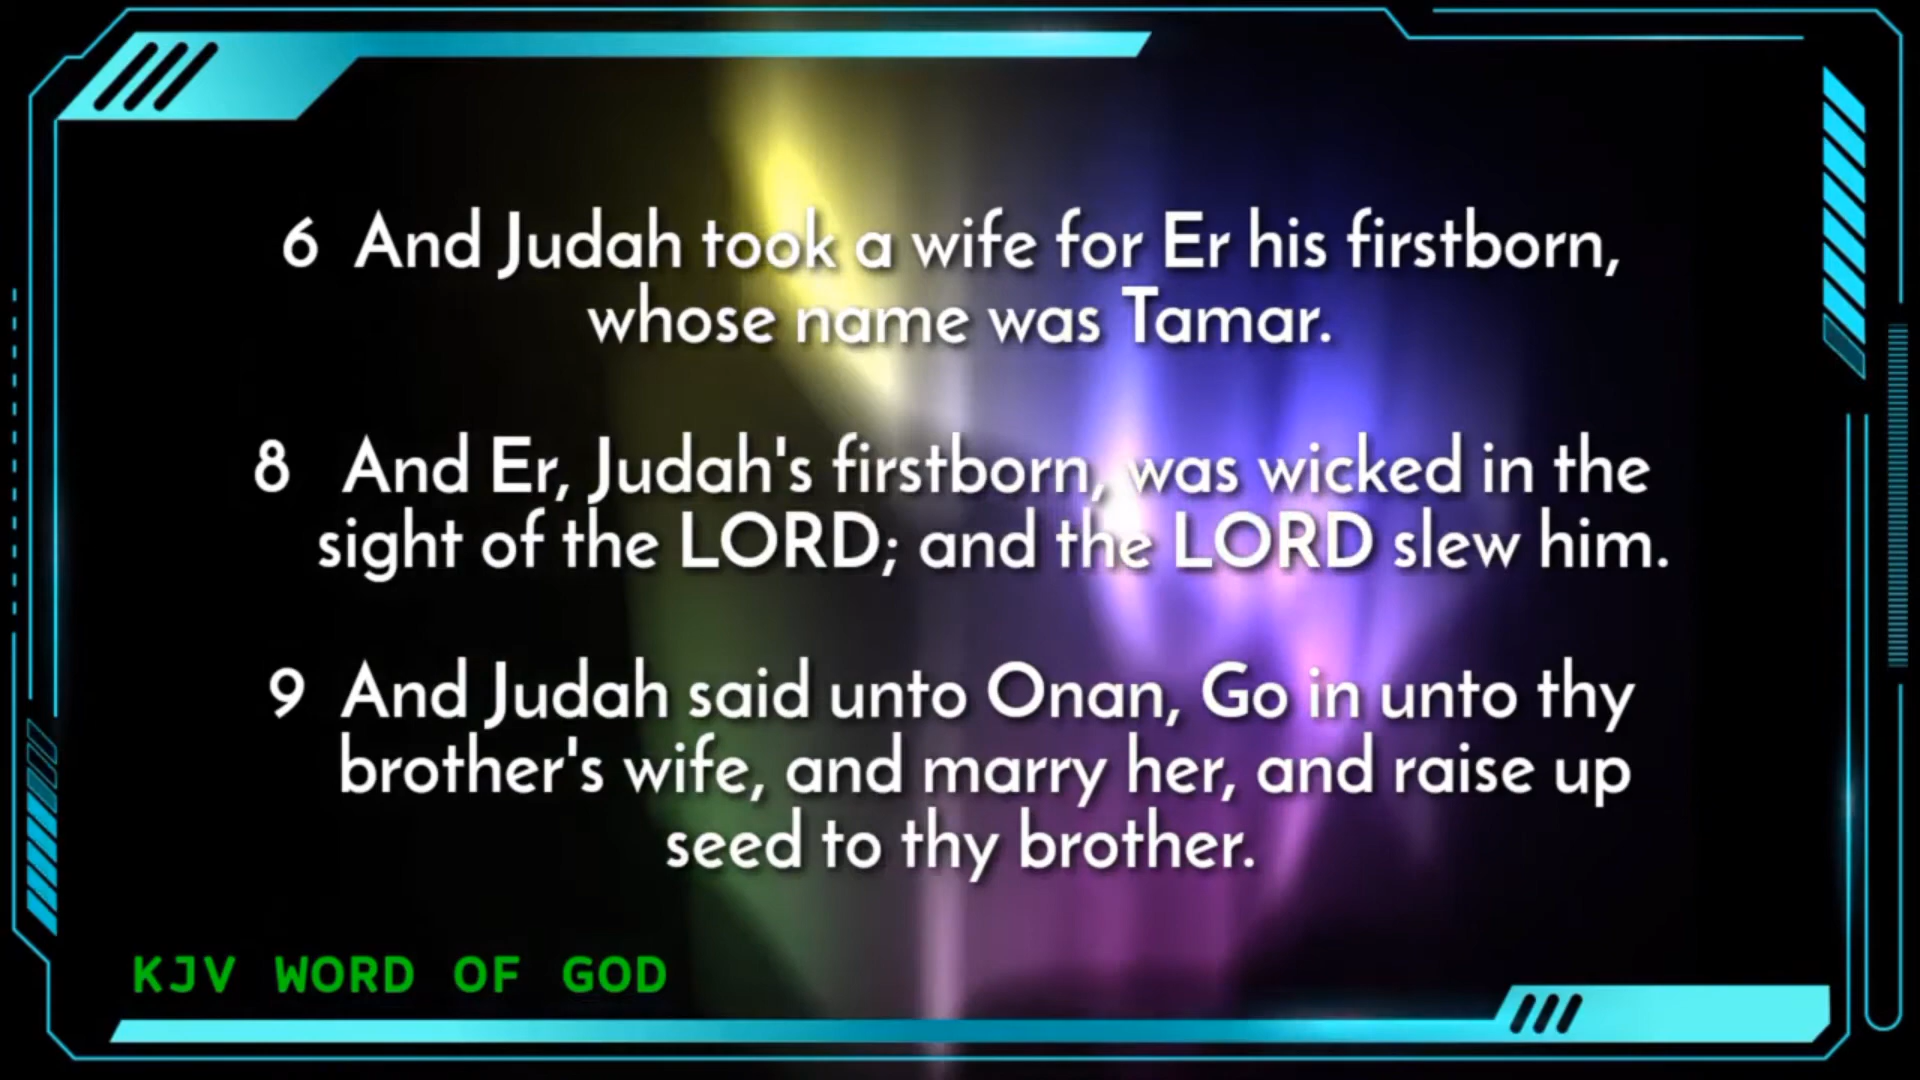 6 And Judah took a wife for Er his firstborn,
whose name was Tamar.
8 And Er, Judah's firstborn, was wicked in the
sight of the LORD; and the LORD slew him.
9 And Judah said unto Onan, Go in unto thy
brother's wife, and marry her, and raise up
seed to thy brother.
KJV WORD OF GOD